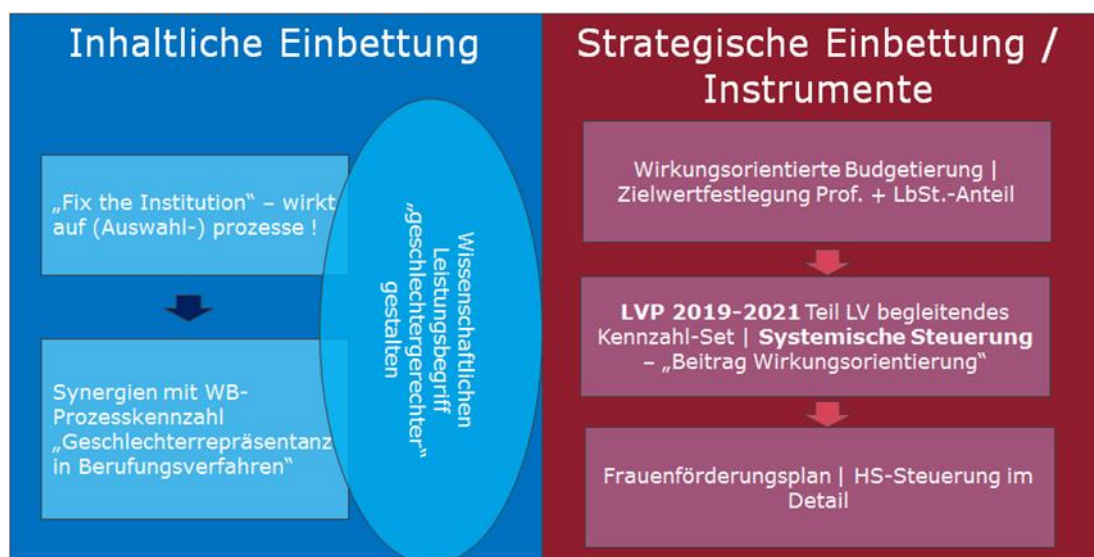 Inhaltliche Einbettung
„Fix the Institution“ – wirkt
auf (Auswahl-) prozesse !
Synergien mit WB-
Prozesskennzahl
„Geschlechterrepräsentanz
in Berufungsverfahren“
Wissenschaftlichen
Leistungsbegriff
„geschlechtergerechter“
gestalten
Strategische Einbettung /
Instrumente
Wirkungsorientierte Budgetierung |
Zielwertfestlegung Prof. + LbSt.-Anteil
LVP 2019-2021 Teil LV begleitendes
Kennzahl-Set | Systemische Steuerung
– „Beitrag Wirkungsorientierung“
Frauenförderungsplan | HS-Steuerung im
Detail